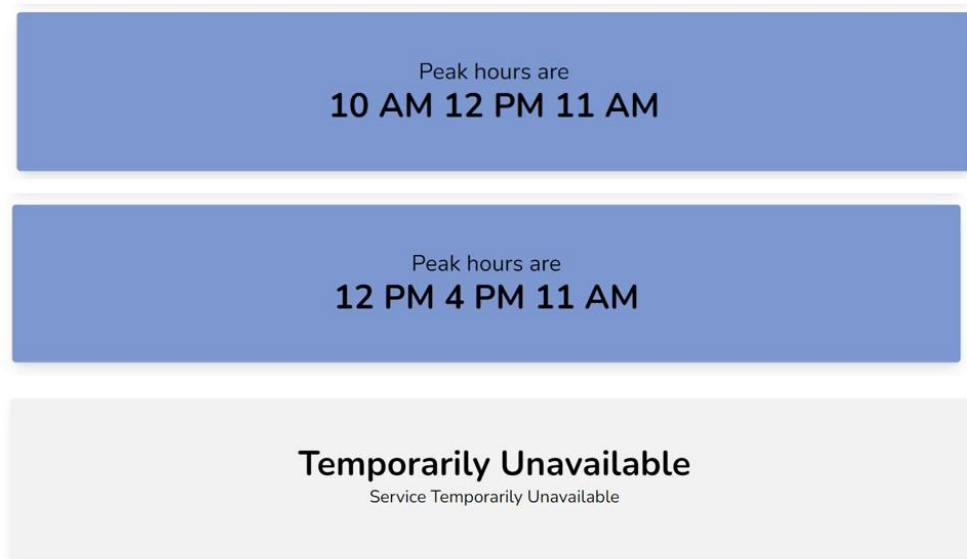 Peak hours are
10 AM 12 PM 11 AM
Peak hours are
12 PM 4 PM 11 AM
Temporarily Unavailable
Service Temporarily Unavailable